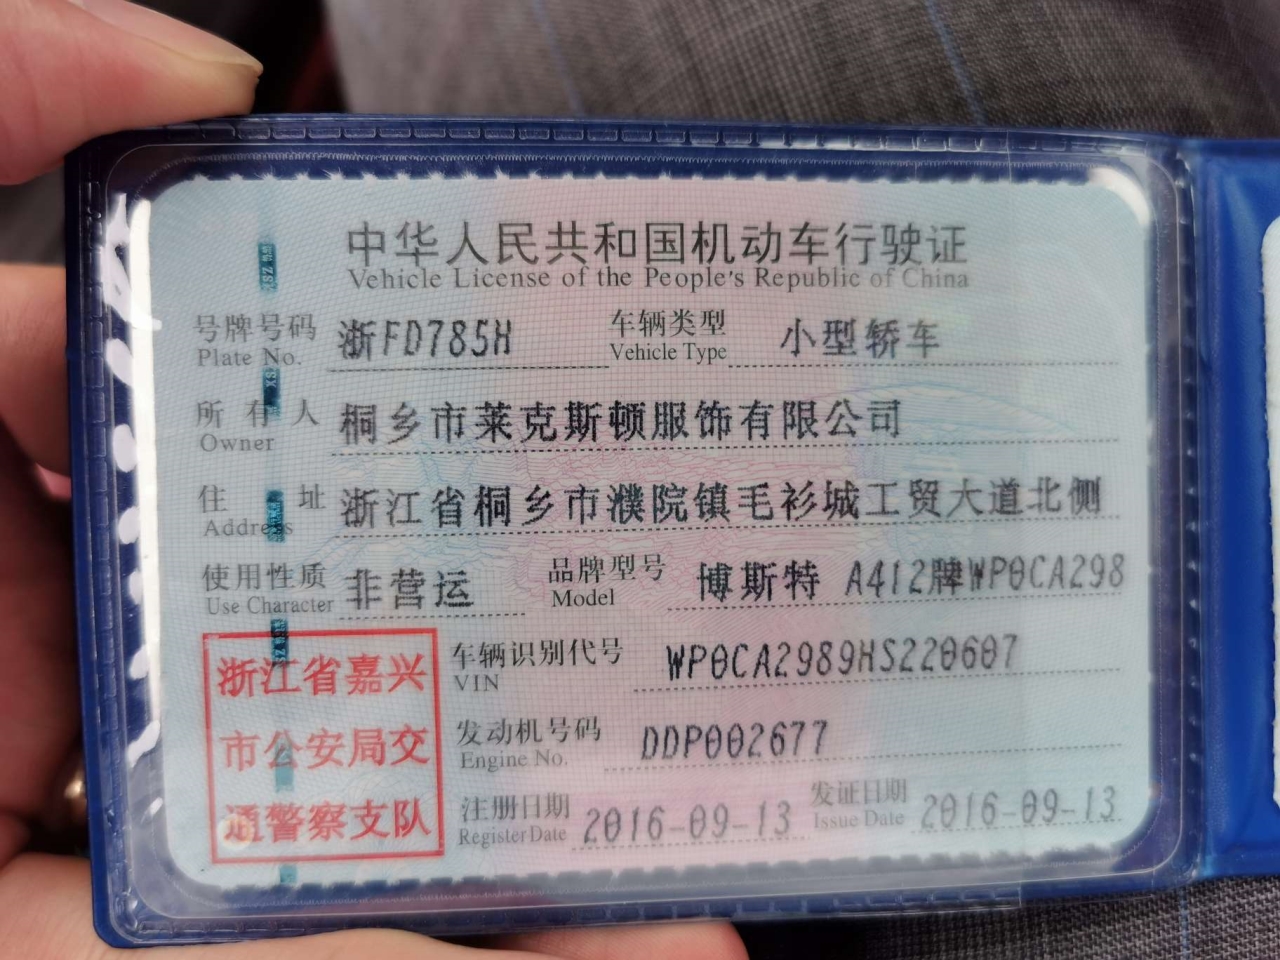 中华人民共和国机动车行驶证
Vehicle License of the People's Republic of China
号牌号码 浙FD785H 车辆类型 小型轿车
Plate No. Vehicle Type
所有人 桐乡市莱克斯顿服饰有限公司
Owner
住址 浙江省桐乡市濮院镇毛衫城工贸大道北侧
Address
使用性质 非营运 品牌型号 博斯特 A412牌WP0CA298
Use Character Model
浙江省嘉兴
市公安局交
通警察支队
车辆识别代号 WP0CA2989HS220607
VIN
发动机号码 DDP002677
Engine No.
注册日期 2016-09-13 发证日期 2016-09-13
Register Date Issue Date